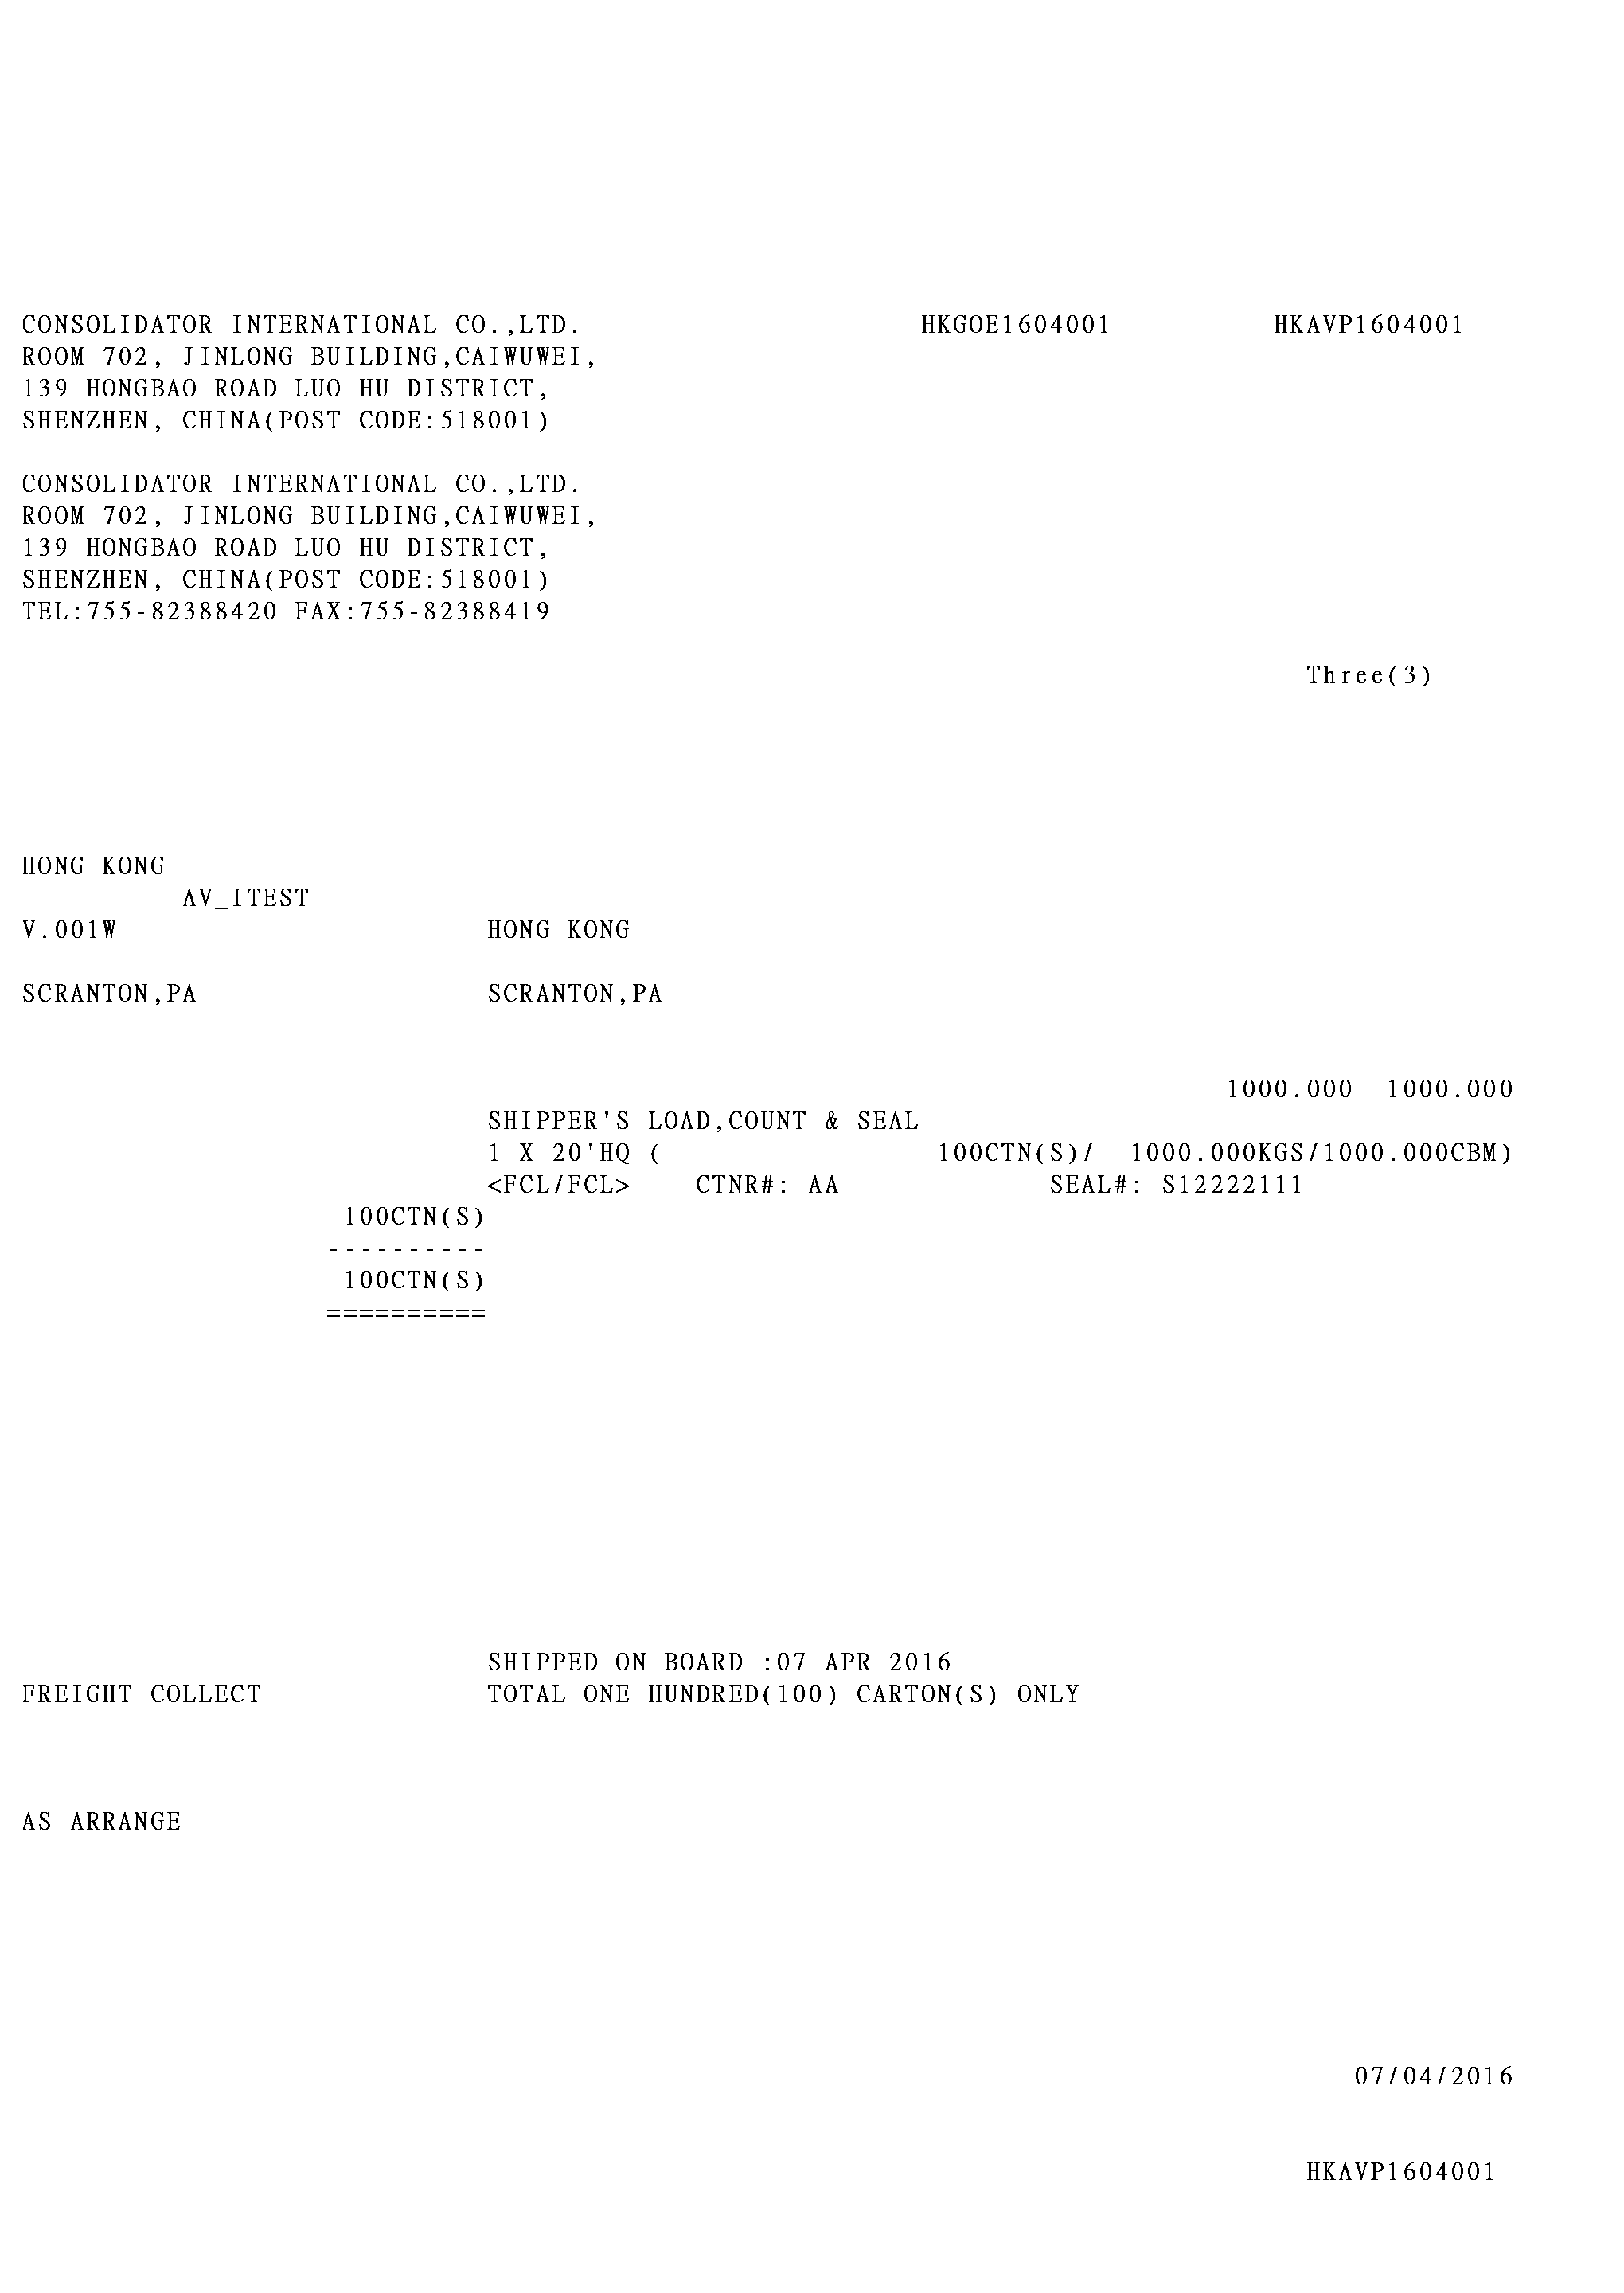 CONSOLIDATOR INTERNATIONAL CO.,LTD. HKGOE1604001 HKAVP1604001
ROOM 702, JINLONG BUILDING,CAIWUWEI,
139 HONGBAO ROAD LUO HU DISTRICT,
SHENZHEN, CHINA(POST CODE:518001)
CONSOLIDATOR INTERNATIONAL CO.,LTD.
ROOM 702, JINLONG BUILDING,CAIWUWEI,
139 HONGBAO ROAD LUO HU DISTRICT,
SHENZHEN, CHINA(POST CODE:518001)
TEL:755-82388420 FAX:755-82388419
Three(3)
HONG KONG
AV_ITEST
V.001W HONG KONG
SCRANTON,PA SCRANTON,PA
1000.000 1000.000
SHIPPER'S LOAD,COUNT & SEAL
1 X 20'HQ ( 100CTN(S)/ 1000.000KGS/1000.000CBM)
<FCL/FCL> CTNR#: AA SEAL#: S12222111
100CTN(S)
----------
100CTN(S)
==========
SHIPPED ON BOARD :07 APR 2016
FREIGHT COLLECT TOTAL ONE HUNDRED(100) CARTON(S) ONLY
AS ARRANGE
07/04/2016
HKAVP1604001